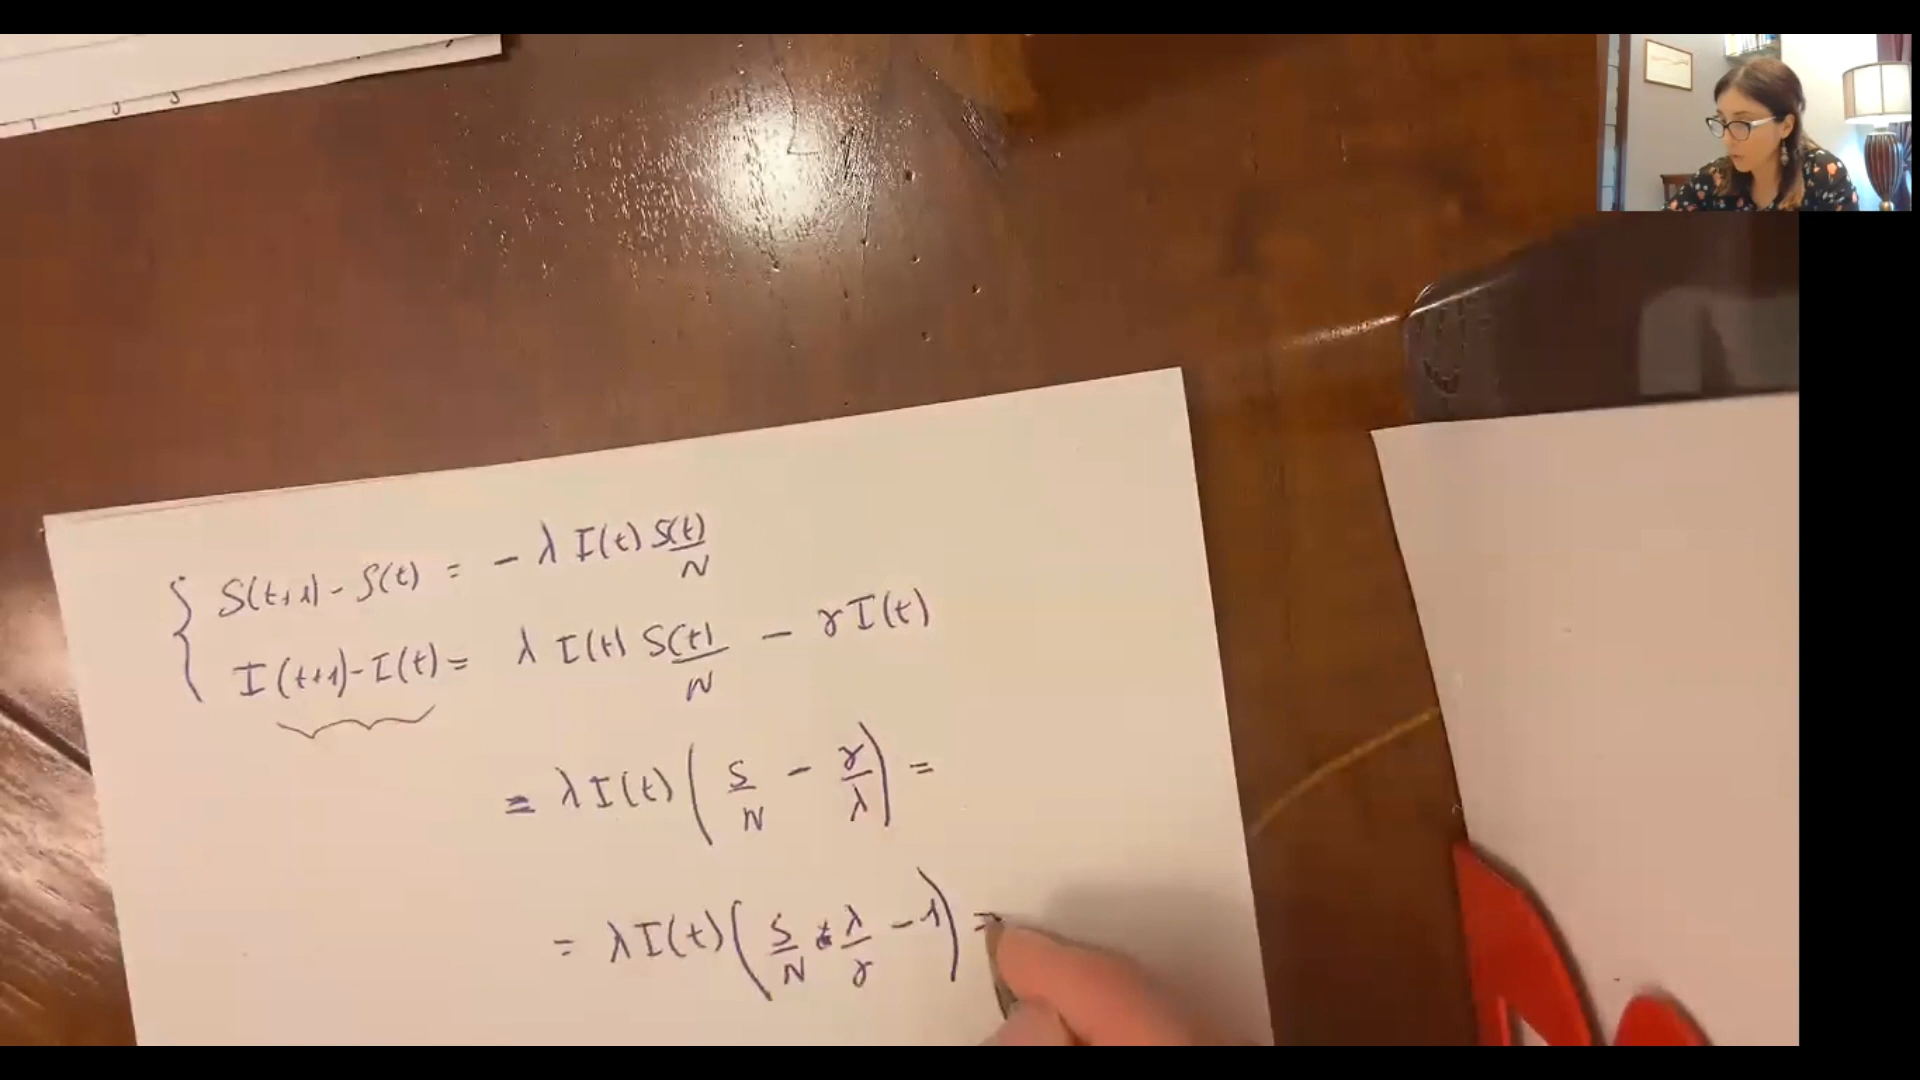 S(t+1) - S(t) = - λ I(t) S(t)/N
I(t+1) - I(t) = λ I(t) S(t)/N - γ I(t)
= λ I(t) ( S/N - γ/λ ) =
= λ I(t) ( S/N · λ/γ - 1 ) =